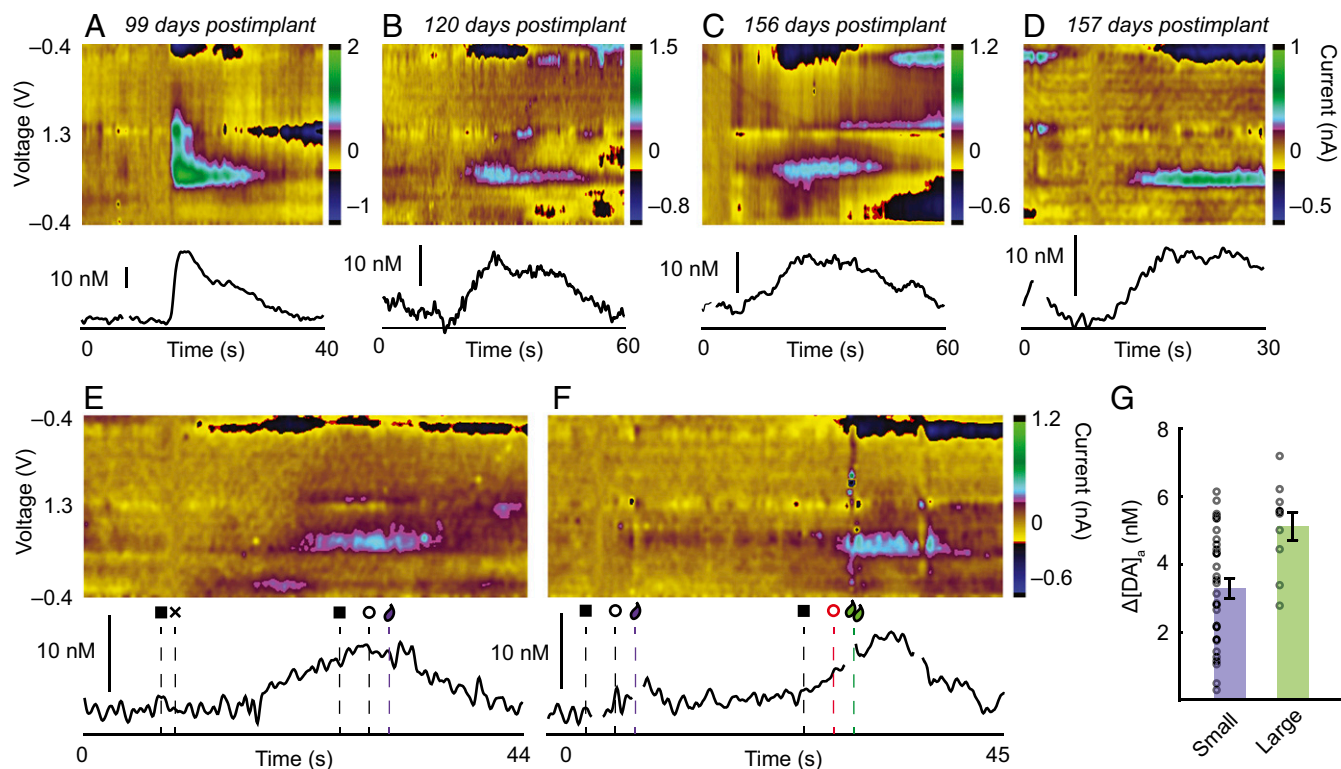 A 99 days postimplant
B 120 days postimplant
C 156 days postimplant
D 157 days postimplant
Voltage (V)
–0.4
1.3
–0.4
2
0
–1
1.5
0
–0.8
1.2
0
–0.6
1
0
–0.5
Current (nA)
10 nM
10 nM
10 nM
10 nM
0 Time (s) 40
0 Time (s) 60
0 Time (s) 60
0 Time (s) 30
E
F
G
Voltage (V)
–0.4
1.3
–0.4
1.2
0
–0.6
Current (nA)
10 nM
10 nM
0 Time (s) 44
0 Time (s) 45
Δ[DA]a (nM)
8
6
4
2
Small
Large